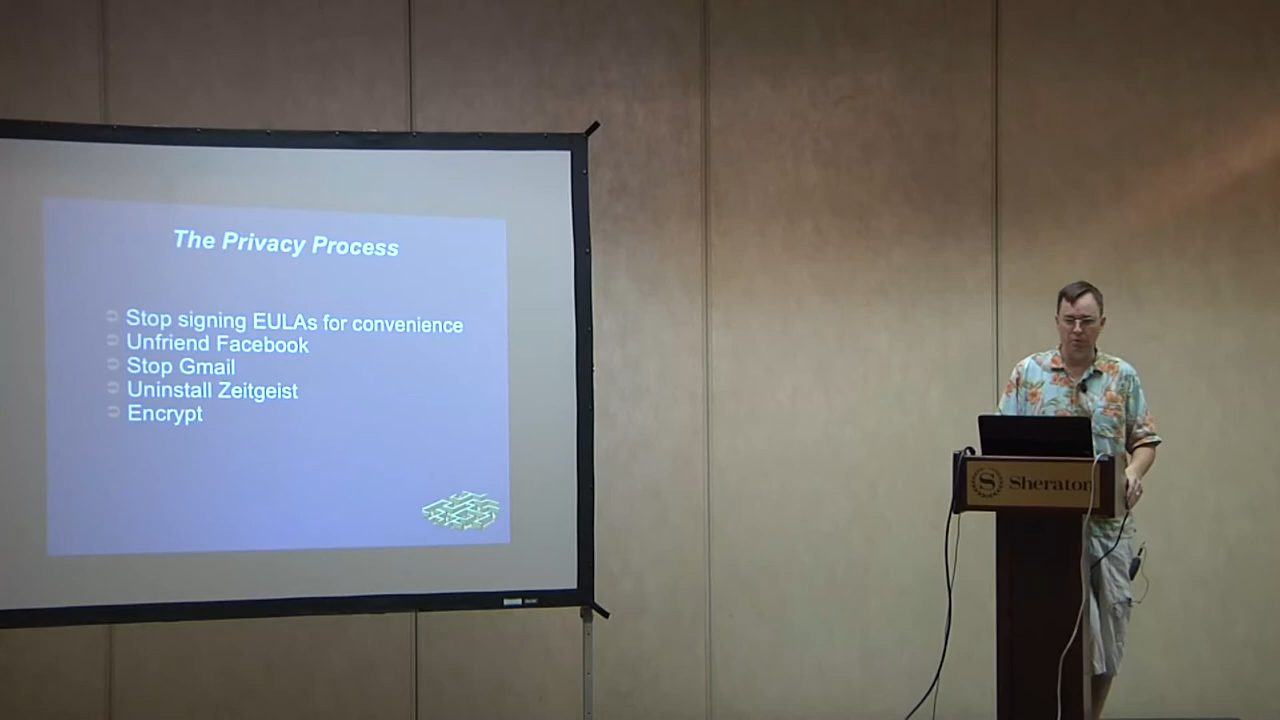 The Privacy Process
Stop signing EULAs for convenience
Unfriend Facebook
Stop Gmail
Uninstall Zeitgeist
Encrypt
S
Sheraton